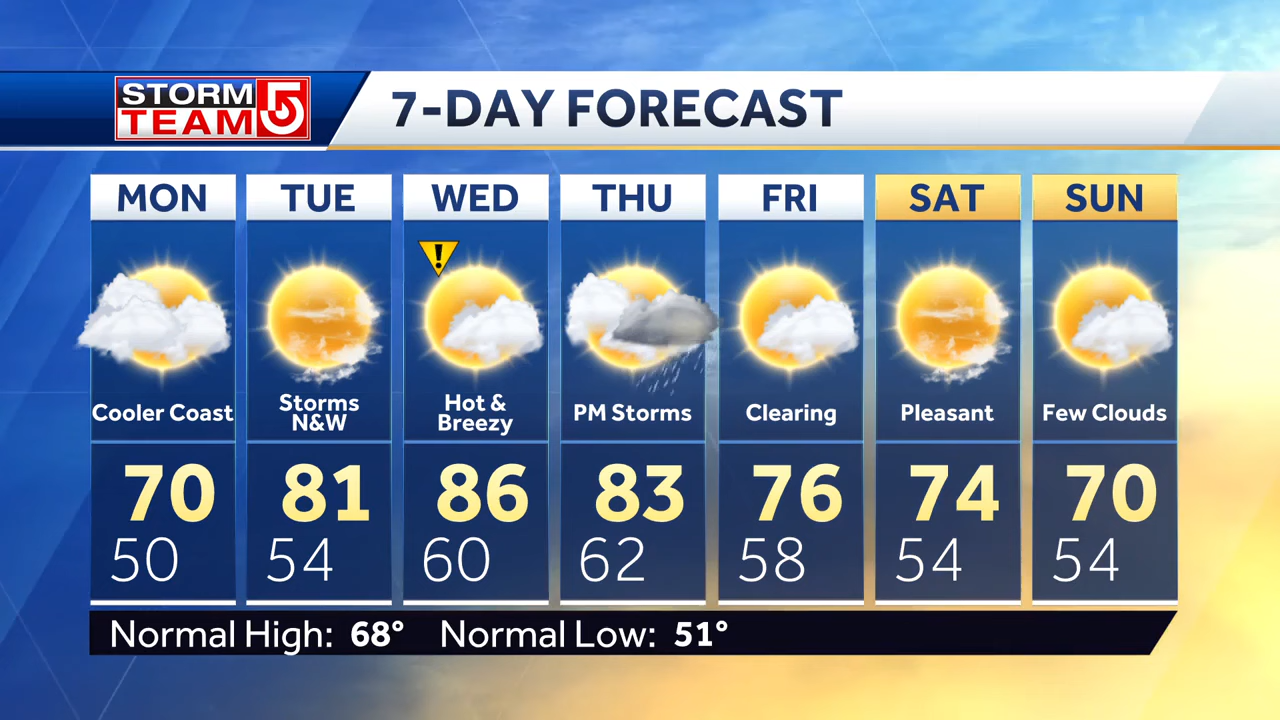 STORM
TEAM 5
7-DAY FORECAST
MON TUE WED THU FRI SAT SUN
!
Cooler Coast
Storms
N&W
Hot &
Breezy
PM Storms
Clearing
Pleasant
Few Clouds
70 81 86 83 76 74 70
50 54 60 62 58 54 54
Normal High: 68° Normal Low: 51°